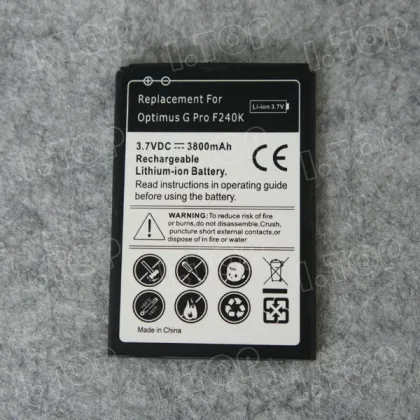 I.TOP
Replacement For
Optimus G Pro F240K
Li-ion 3.7V
3.7VDC ⎓ 3800mAh
Rechargeable
Lithium-ion Battery.
Read instructions in operating guide
before using the battery.
CE
WARNING: To reduce risk of fire
or burns, do not disassemble,Crush,
puncture short external contacts,or
dispose of in fire or water
Made in China